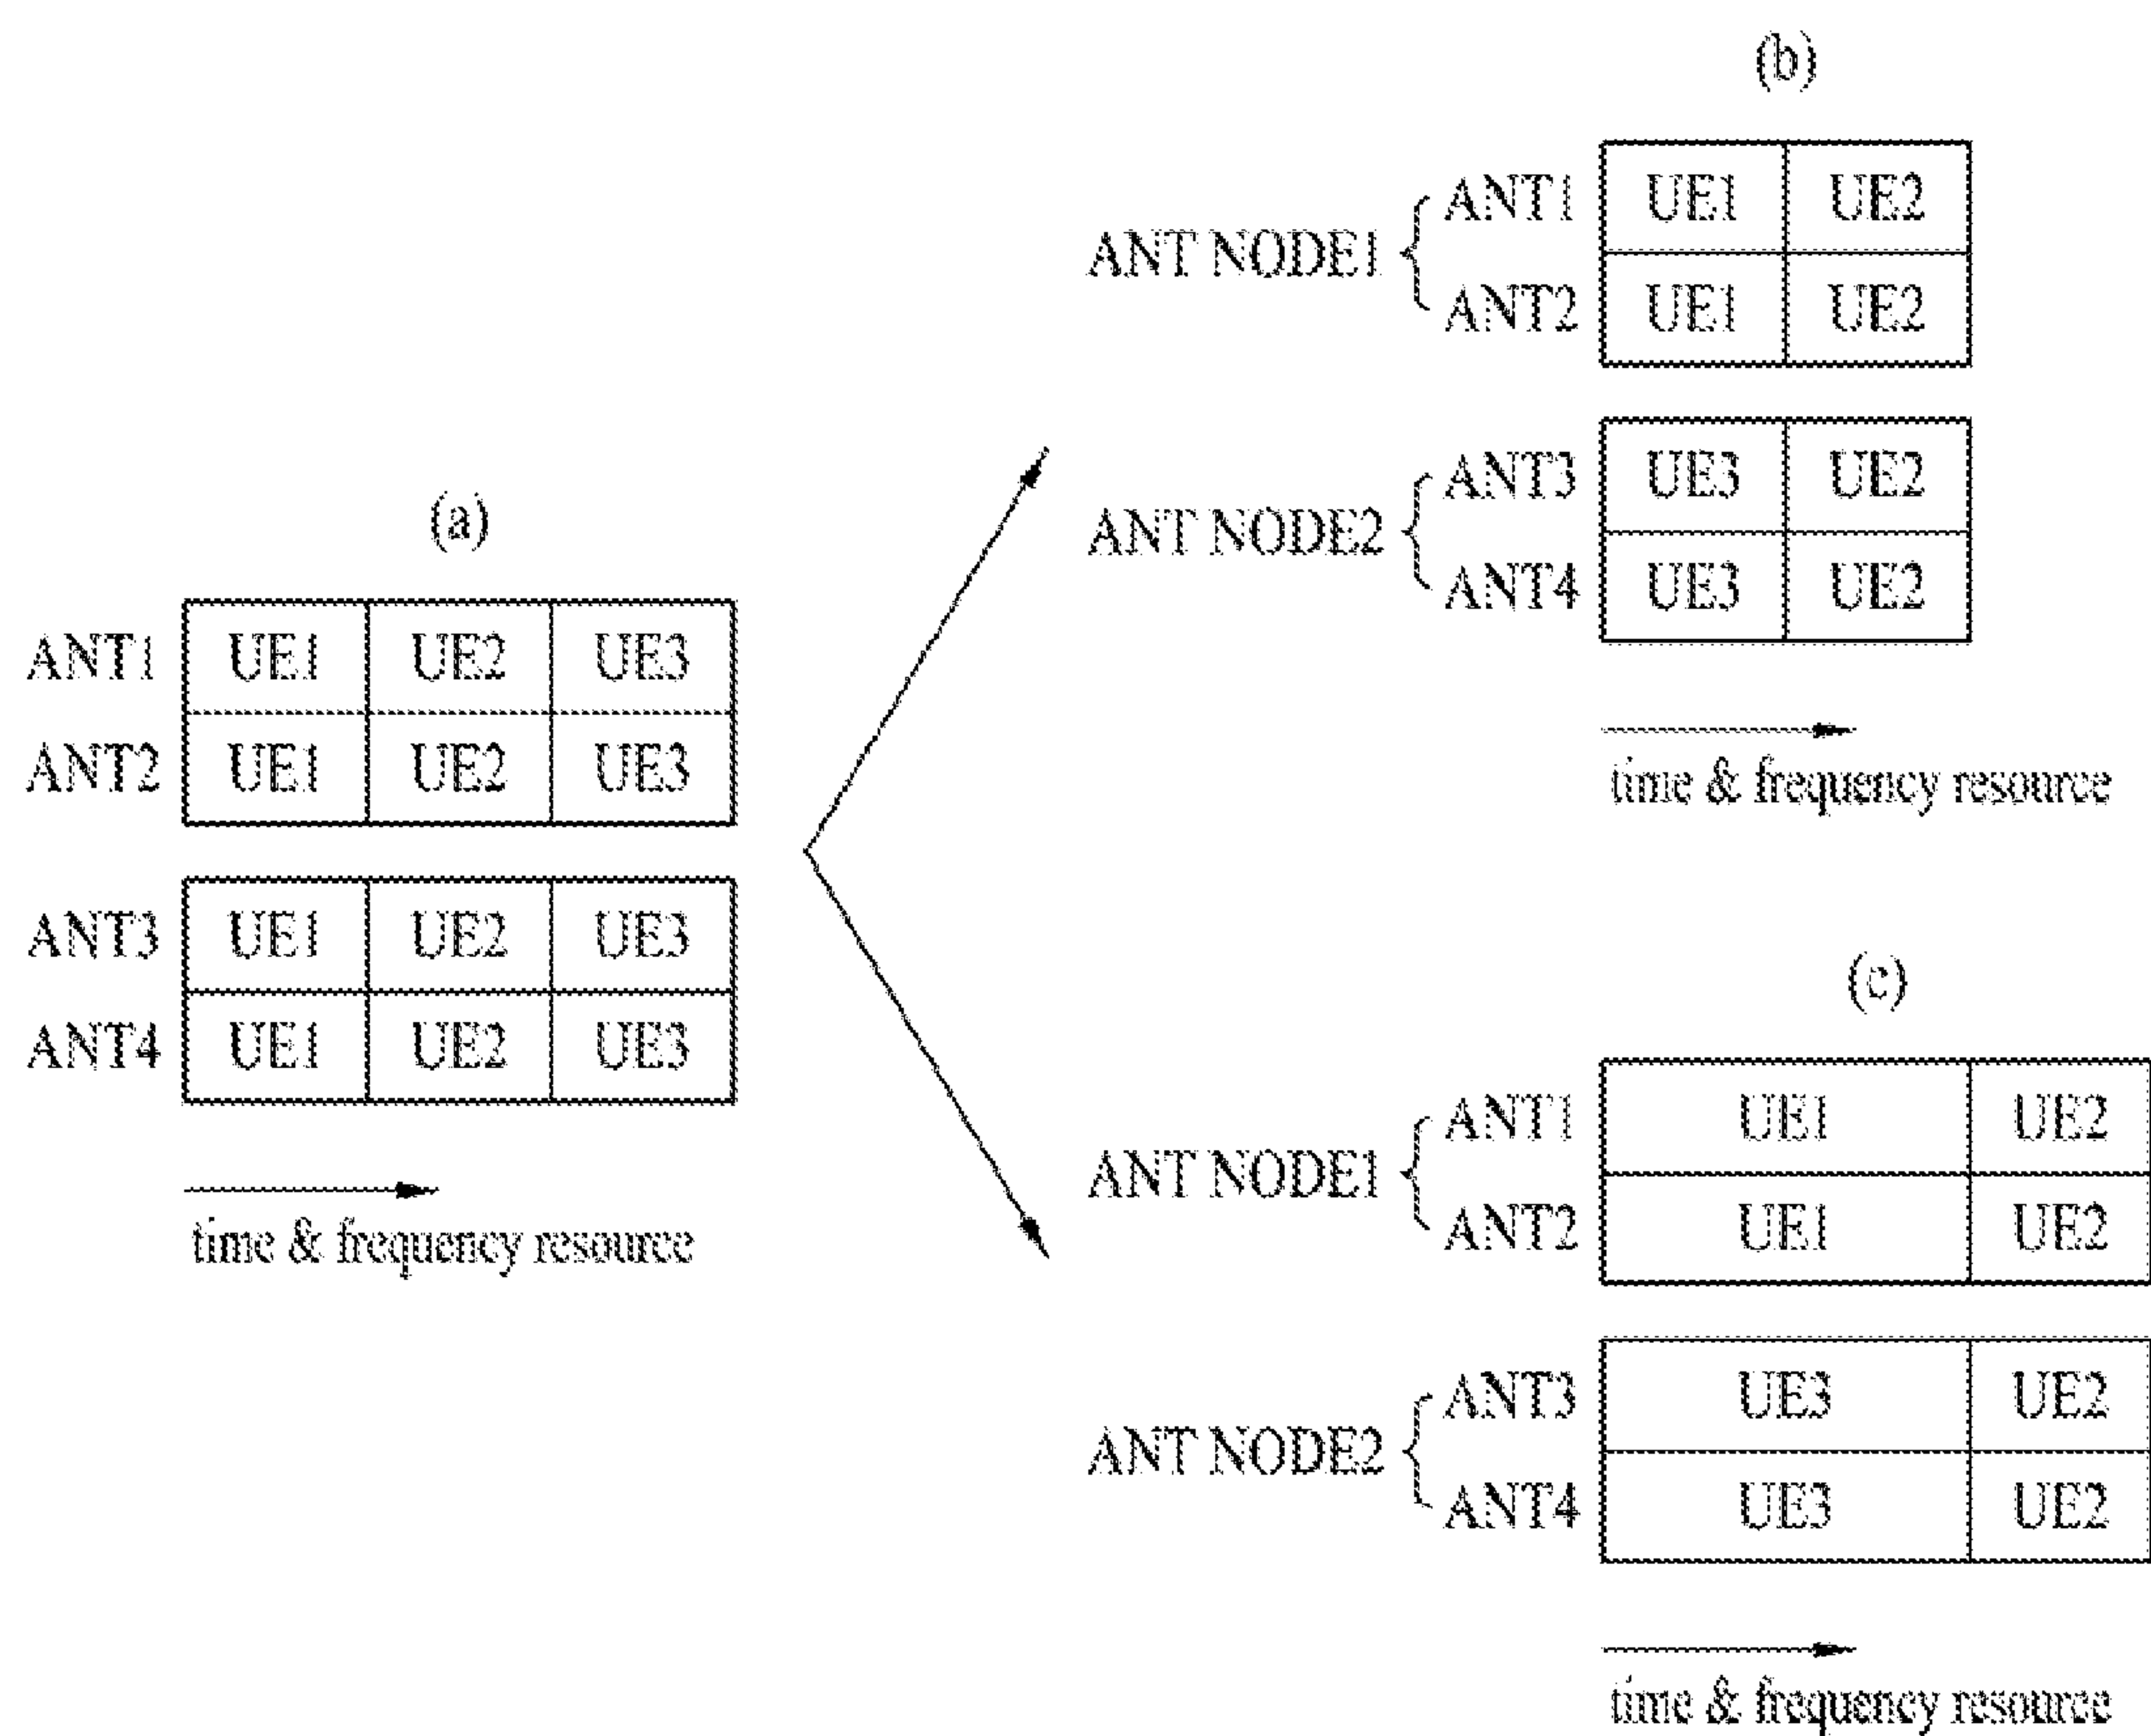 (a)
ANT1 UE1 UE2 UE3
ANT2 UE1 UE2 UE3
ANT3 UE1 UE2 UE3
ANT4 UE1 UE2 UE3
time & frequency resource
(b)
ANT NODE1
ANT1 UE1 UE2
ANT2 UE1 UE2
ANT NODE2
ANT3 UE3 UE2
ANT4 UE3 UE2
time & frequency resource
(c)
ANT NODE1
ANT1 UE1 UE2
ANT2 UE1 UE2
ANT NODE2
ANT3 UE3 UE2
ANT4 UE3 UE2
time & frequency resource